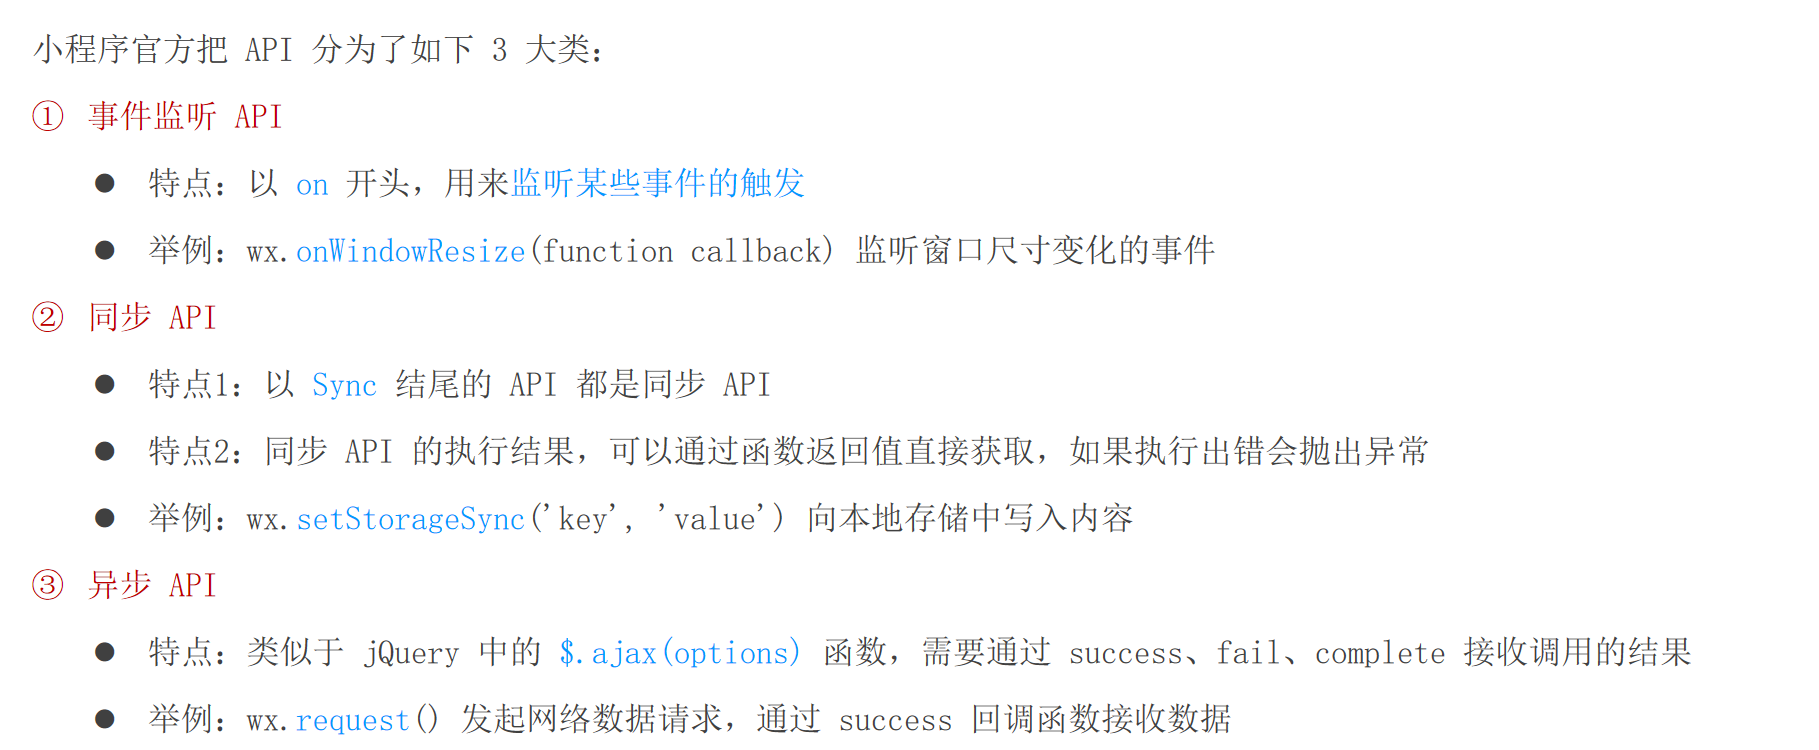 小程序官方把 API 分为了如下 3 大类：
① 事件监听 API
● 特点：以 on 开头，用来监听某些事件的触发
● 举例：wx.onWindowResize(function callback) 监听窗口尺寸变化的事件
② 同步 API
● 特点1：以 Sync 结尾的 API 都是同步 API
● 特点2：同步 API 的执行结果，可以通过函数返回值直接获取，如果执行出错会抛出异常
● 举例：wx.setStorageSync('key', 'value') 向本地存储中写入内容
③ 异步 API
● 特点：类似于 jQuery 中的 $.ajax(options) 函数，需要通过 success、fail、complete 接收调用的结果
● 举例：wx.request() 发起网络数据请求，通过 success 回调函数接收数据